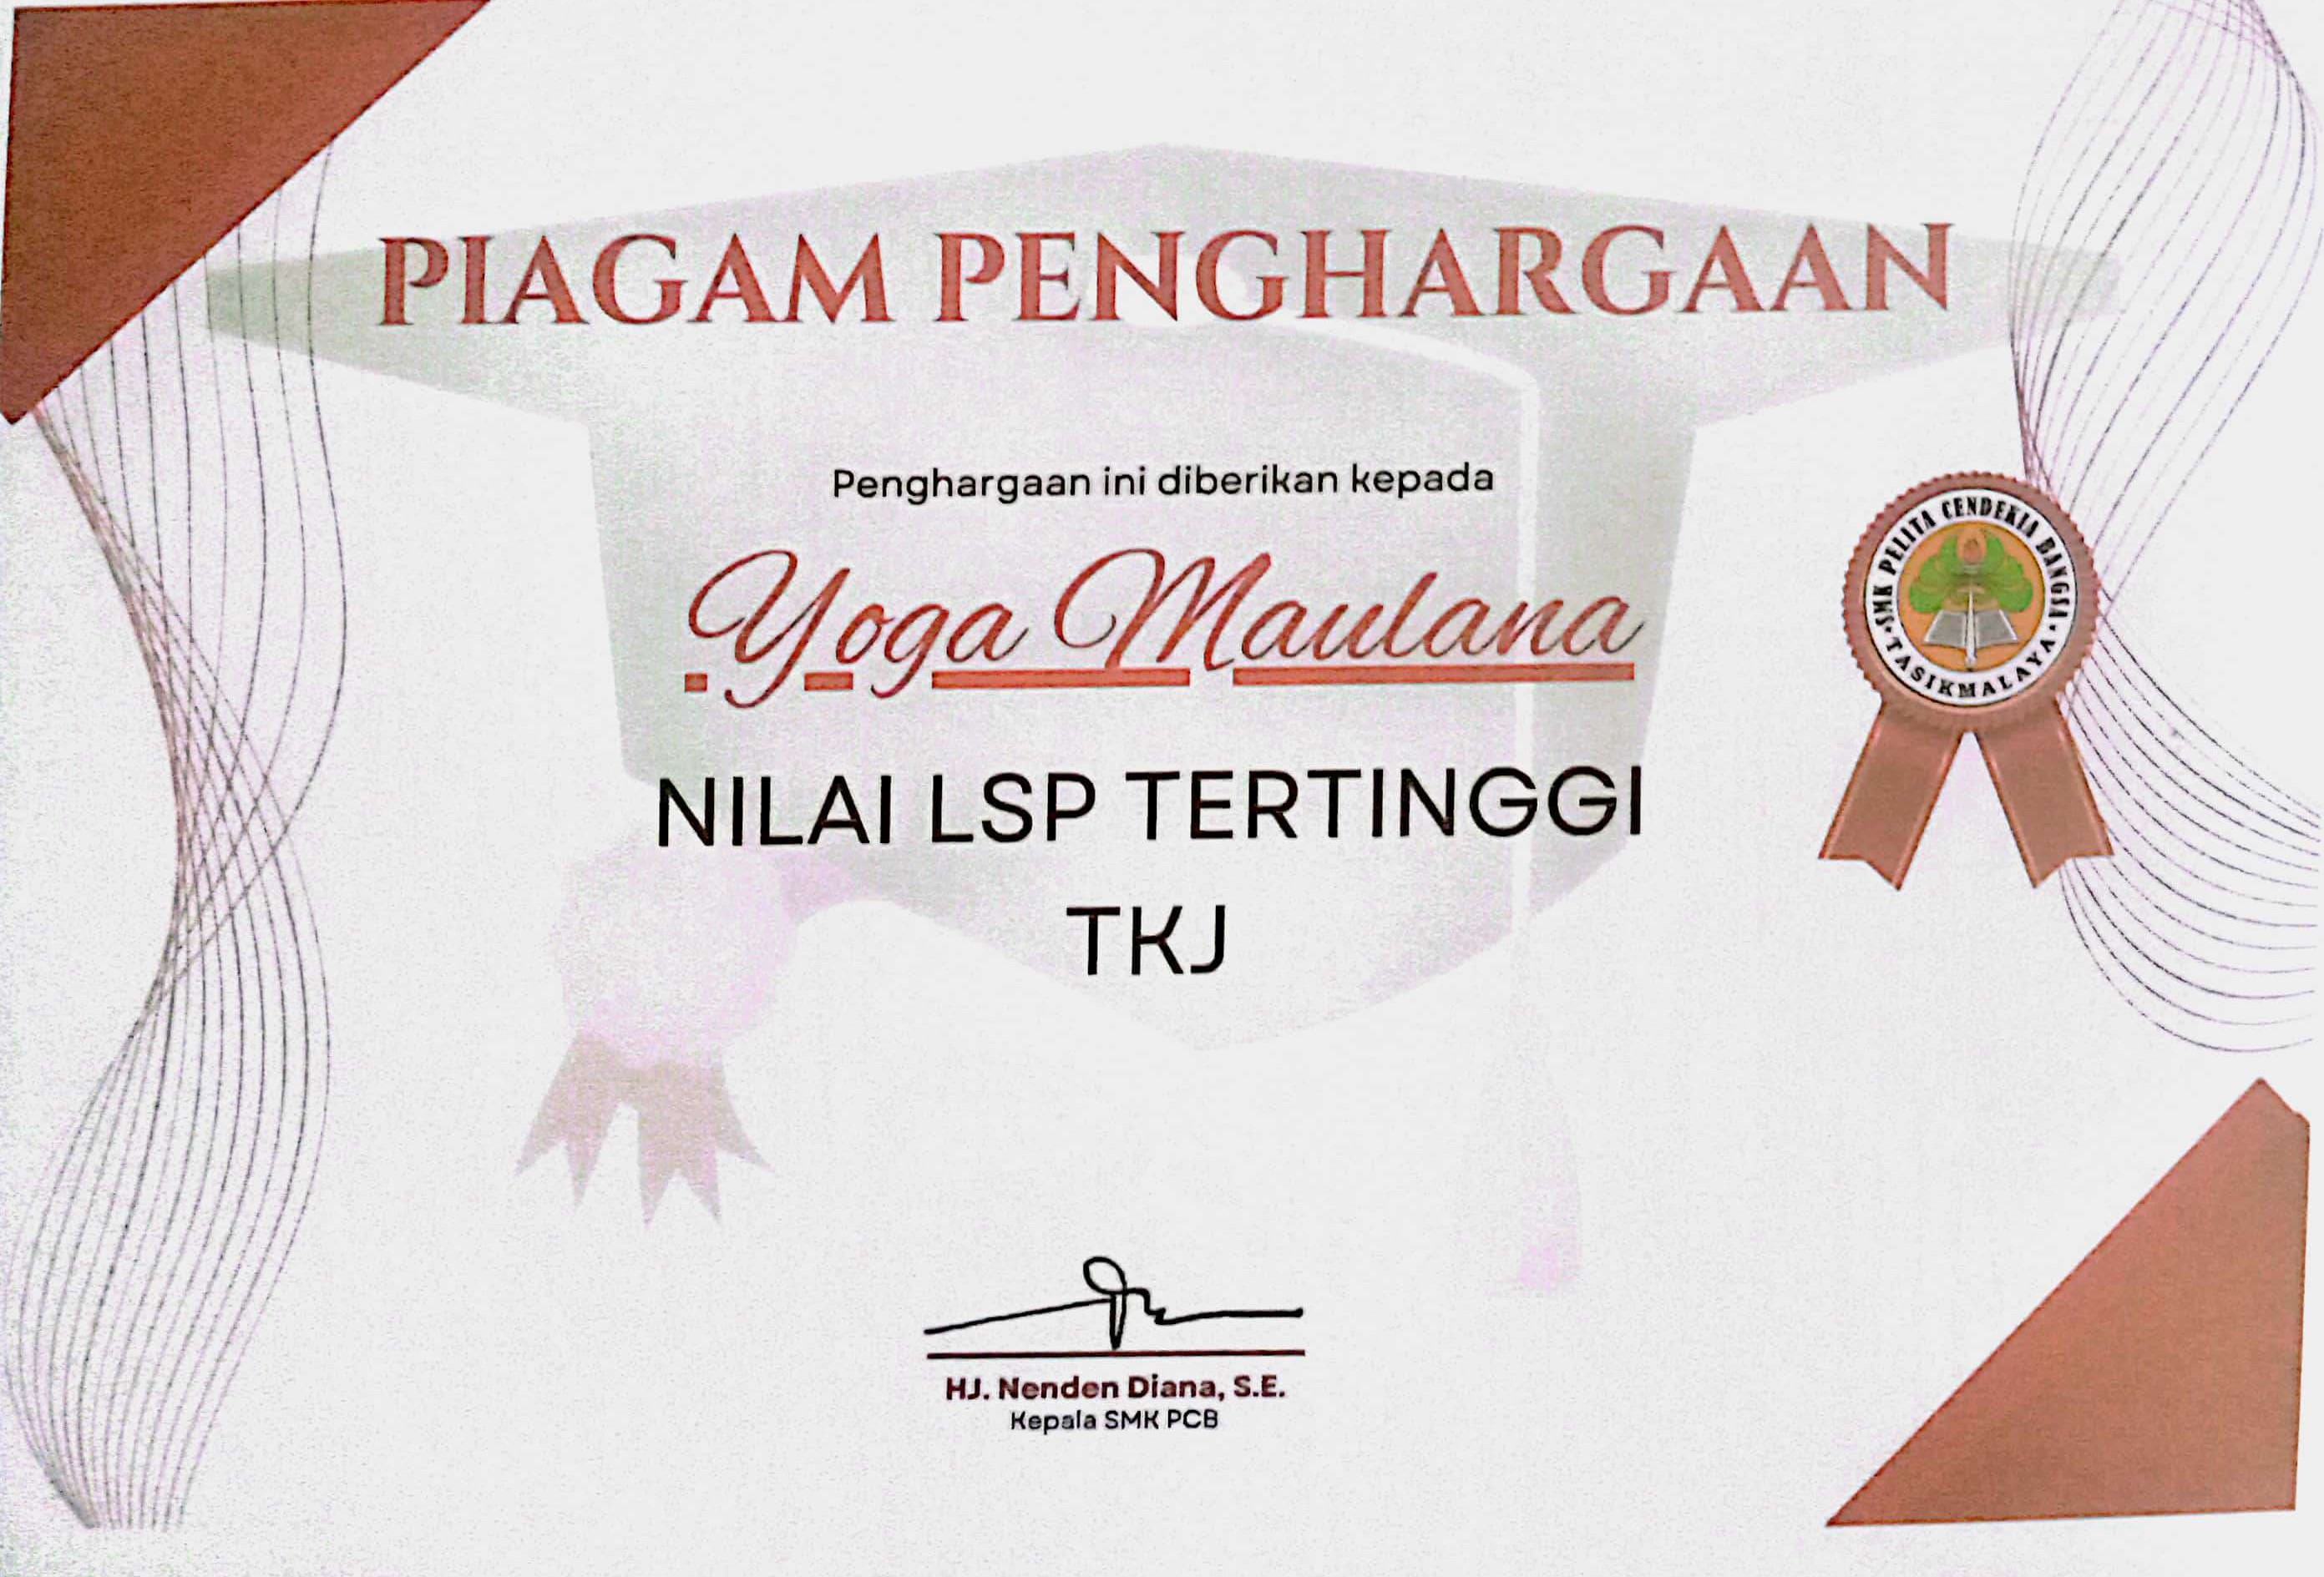 PIAGAM PENGHARGAAN
Penghargaan ini diberikan kepada
Yoga Maulana
SMK PELITA CENDEKIA BANGSA
TASIKMALAYA
NILAI LSP TERTINGGI
TKJ
HJ. Nenden Diana, S.E.
Kepala SMK PCB